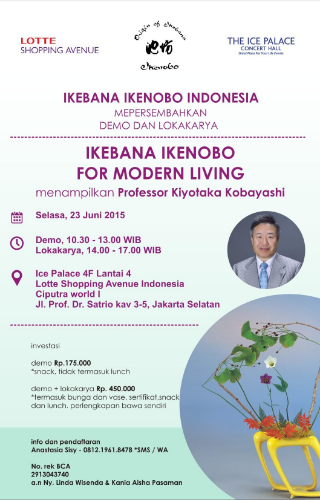 LOTTE
SHOPPING AVENUE
Origin of Ikebana
Ikenobo
THE ICE PALACE
CONCERT HALL
IKEBANA IKENOBO INDONESIA
MEPERSEMBAHKAN
DEMO DAN LOKAKARYA
IKEBANA IKENOBO
FOR MODERN LIVING
menampilkan Professor Kiyotaka Kobayashi
Selasa, 23 Juni 2015
Demo, 10.30 - 13.00 WIB
Lokakarya, 14.00 - 17.00 WIB
Ice Palace 4F Lantai 4
Lotte Shopping Avenue Indonesia
Ciputra world I
Jl. Prof. Dr. Satrio kav 3-5, Jakarta Selatan
investasi
demo Rp.175.000
*snack, tidak termasuk lunch
demo + lokakarya Rp. 450.000
*termasuk bunga dan vase, sertifikat,snack
dan lunch. perlengkapan bawa sendiri
info dan pendaftaran
Anastasia Sisy - 0812.1961.8478 *SMS / WA
No. rek BCA
2913043740
a.n Ny. Linda Wisenda & Kania Aisha Pasaman